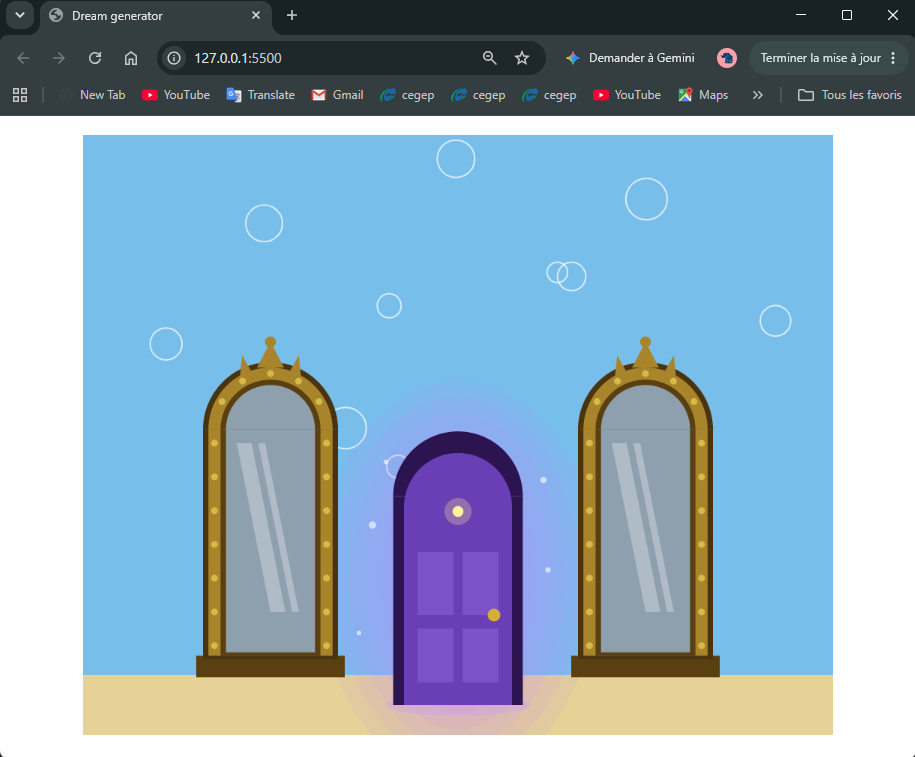 Dream generator
127.0.0.1:5500
Demander à Gemini
Terminer la mise à jour
New Tab
YouTube
Translate
Gmail
cegep
cegep
cegep
YouTube
Maps
Tous les favoris